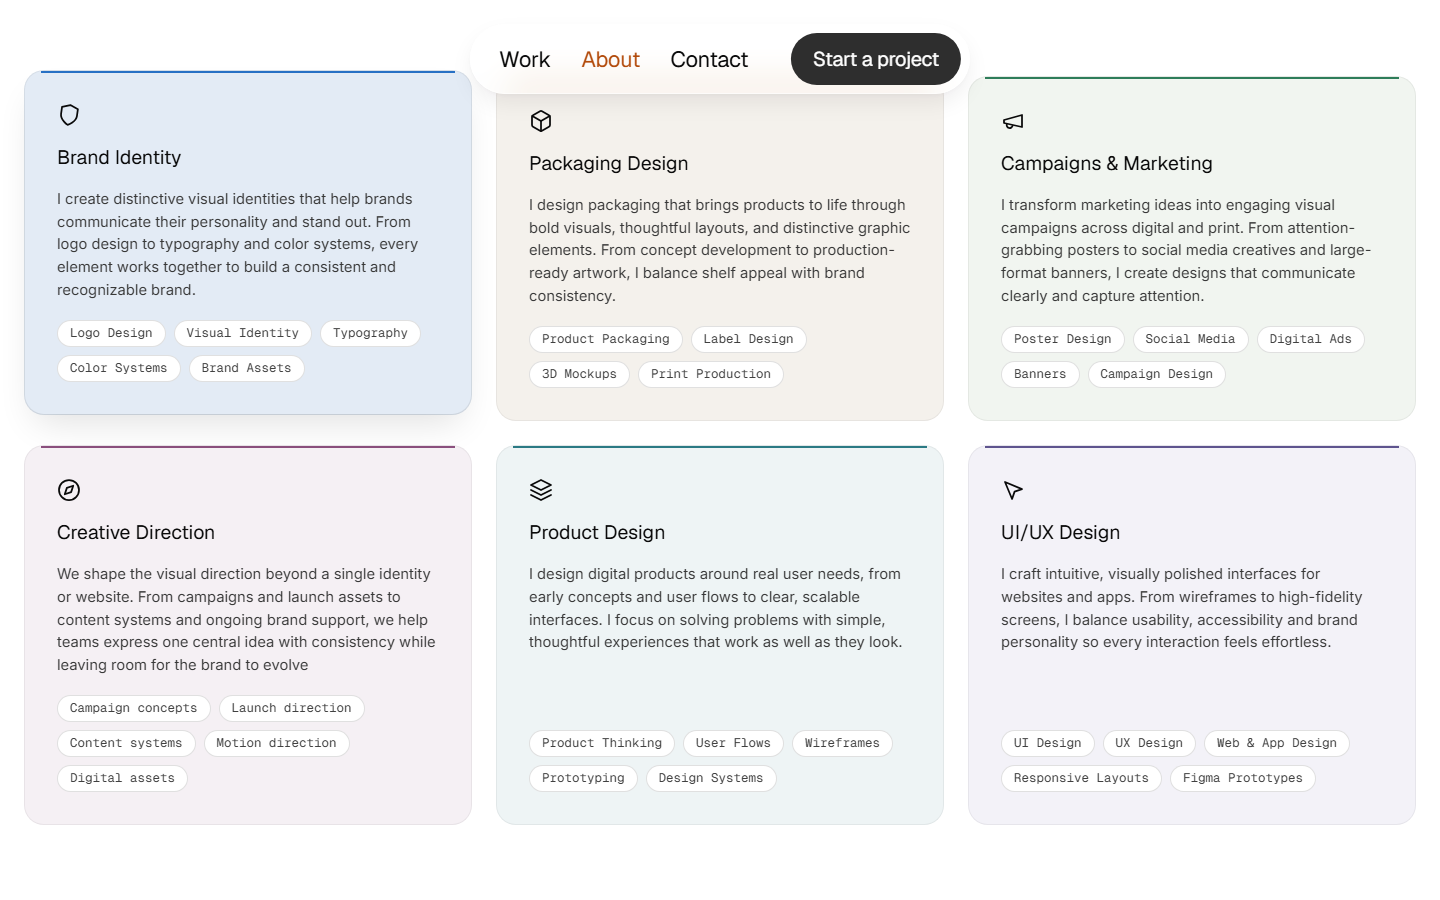 Work About Contact Start a project
Brand Identity
I create distinctive visual identities that help brands
communicate their personality and stand out. From
logo design to typography and color systems, every
element works together to build a consistent and
recognizable brand.
Logo Design Visual Identity Typography
Color Systems Brand Assets
Packaging Design
I design packaging that brings products to life through
bold visuals, thoughtful layouts, and distinctive graphic
elements. From concept development to production-
ready artwork, I balance shelf appeal with brand
consistency.
Product Packaging Label Design
3D Mockups Print Production
Campaigns & Marketing
I transform marketing ideas into engaging visual
campaigns across digital and print. From attention-
grabbing posters to social media creatives and large-
format banners, I create designs that communicate
clearly and capture attention.
Poster Design Social Media Digital Ads
Banners Campaign Design
Creative Direction
We shape the visual direction beyond a single identity
or website. From campaigns and launch assets to
content systems and ongoing brand support, we help
teams express one central idea with consistency while
leaving room for the brand to evolve
Campaign concepts Launch direction
Content systems Motion direction
Digital assets
Product Design
I design digital products around real user needs, from
early concepts and user flows to clear, scalable
interfaces. I focus on solving problems with simple,
thoughtful experiences that work as well as they look.
Product Thinking User Flows Wireframes
Prototyping Design Systems
UI/UX Design
I craft intuitive, visually polished interfaces for
websites and apps. From wireframes to high-fidelity
screens, I balance usability, accessibility and brand
personality so every interaction feels effortless.
UI Design UX Design Web & App Design
Responsive Layouts Figma Prototypes